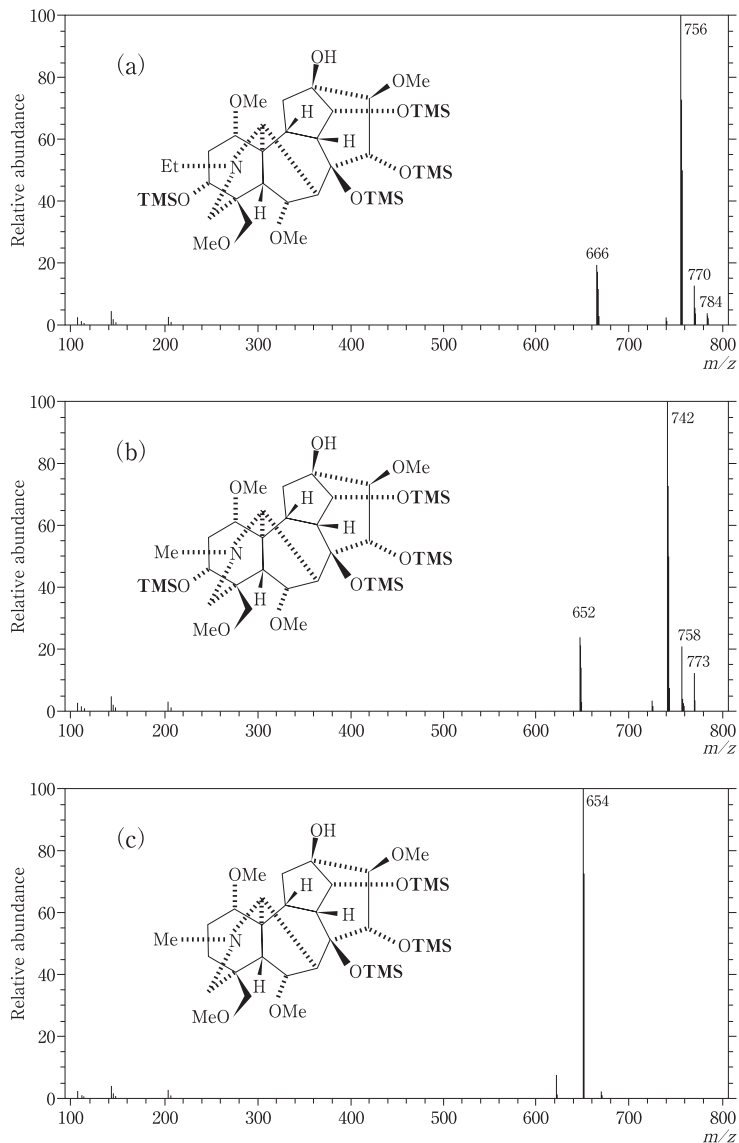 100
80
60
40
20
0
Relative abundance
(a)
OH
OMe
OMe
H
OTMS
H
Et
N
OTMS
TMSO
OTMS
H
MeO
OMe
756
666
770
784
100 200 300 400 500 600 700 800
m/z
100
80
60
40
20
0
Relative abundance
(b)
OH
OMe
OMe
H
OTMS
H
Me
N
OTMS
TMSO
OTMS
H
MeO
OMe
742
652
758
773
100 200 300 400 500 600 700 800
m/z
100
80
60
40
20
0
Relative abundance
(c)
OH
OMe
OMe
H
OTMS
H
Me
N
OTMS
OTMS
H
MeO
OMe
654
100 200 300 400 500 600 700 800
m/z